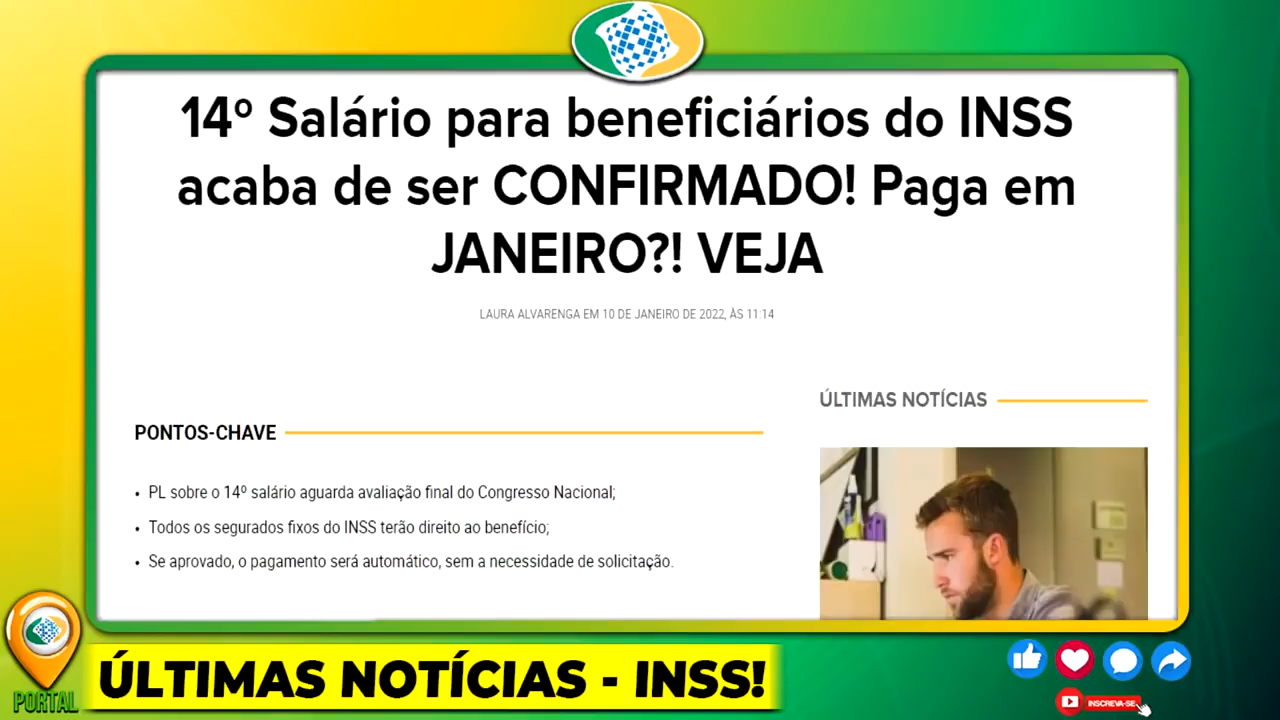 14º Salário para beneficiários do INSS
acaba de ser CONFIRMADO! Paga em
JANEIRO?! VEJA
LAURA ALVARENGA EM 10 DE JANEIRO DE 2022, ÀS 11:14
ÚLTIMAS NOTÍCIAS
PONTOS-CHAVE
• PL sobre o 14º salário aguarda avaliação final do Congresso Nacional;
• Todos os segurados fixos do INSS terão direito ao benefício;
• Se aprovado, o pagamento será automático, sem a necessidade de solicitação.
PORTAL
ÚLTIMAS NOTÍCIAS - INSS!
INSCREVA-SE